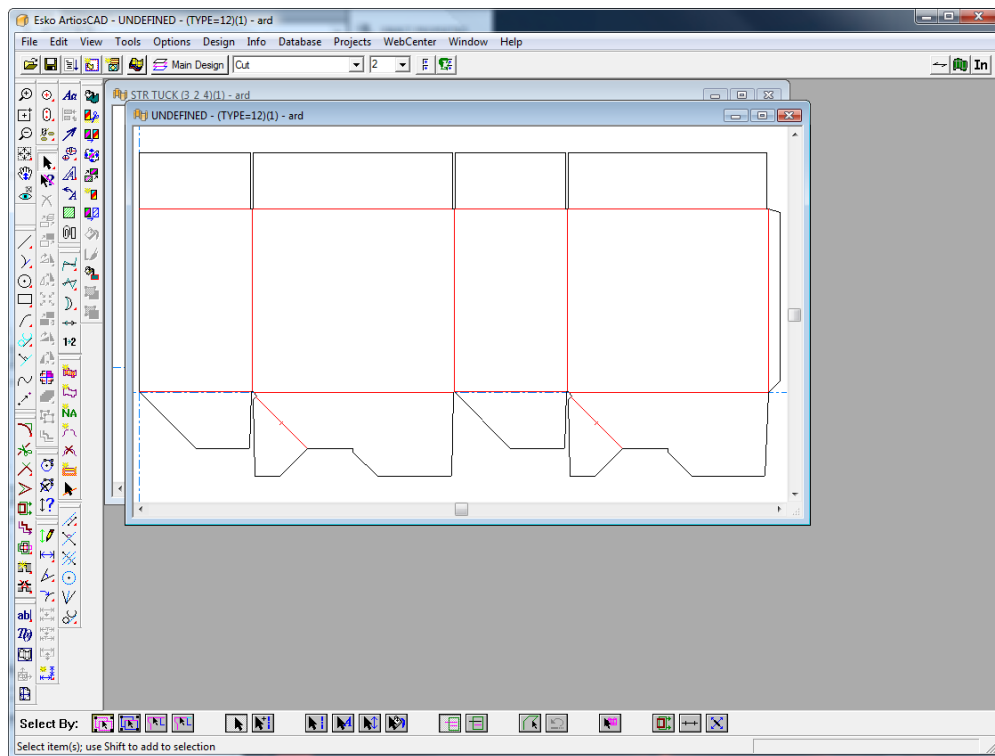 Esko ArtiosCAD - UNDEFINED - (TYPE=12)(1) - ard
File Edit View Tools Options Design Info Database Projects WebCenter Window Help
Main Design Cut 2 In
STR TUCK (3 2 4)(1) - ard
UNDEFINED - (TYPE=12)(1) - ard
1=2
NA
ab
Select By:
Select item(s); use Shift to add to selection